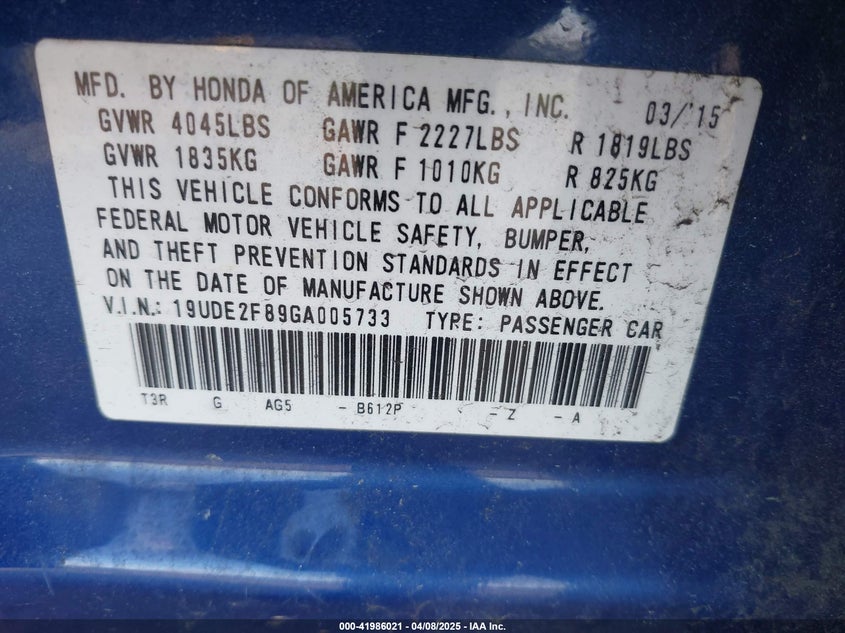 MFD. BY HONDA OF AMERICA MFG., INC. 03/'15
GVWR 4045LBS GAWR F 2227LBS R 1819LBS
GVWR 1835KG GAWR F 1010KG R 825KG
THIS VEHICLE CONFORMS TO ALL APPLICABLE
FEDERAL MOTOR VEHICLE SAFETY, BUMPER,
AND THEFT PREVENTION STANDARDS IN EFFECT
ON THE DATE OF MANUFACTURE SHOWN ABOVE.
V.I.N.: 19UDE2F89GA005733 TYPE: PASSENGER CAR
T3R G AG5 - B612P - Z - A
000-41986021 | 04/08/2025 - IAA Inc.